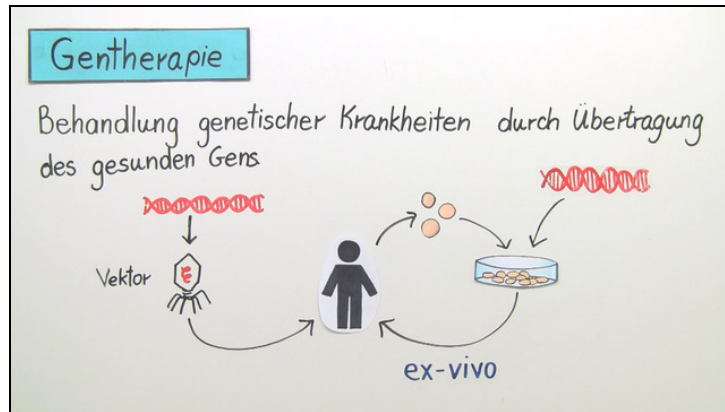 Gentherapie
Behandlung genetischer Krankheiten durch Übertragung
des gesunden Gens
Vektor
ex-vivo